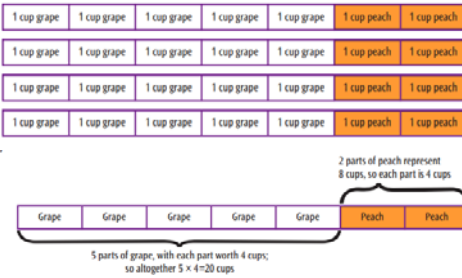 1 cup grape 1 cup grape 1 cup grape 1 cup grape 1 cup grape 1 cup peach 1 cup peach
1 cup grape 1 cup grape 1 cup grape 1 cup grape 1 cup grape 1 cup peach 1 cup peach
1 cup grape 1 cup grape 1 cup grape 1 cup grape 1 cup grape 1 cup peach 1 cup peach
1 cup grape 1 cup grape 1 cup grape 1 cup grape 1 cup grape 1 cup peach 1 cup peach
2 parts of peach represent
8 cups, so each part is 4 cups
Grape Grape Grape Grape Grape Peach Peach
5 parts of grape, with each part worth 4 cups;
so altogether 5 × 4=20 cups